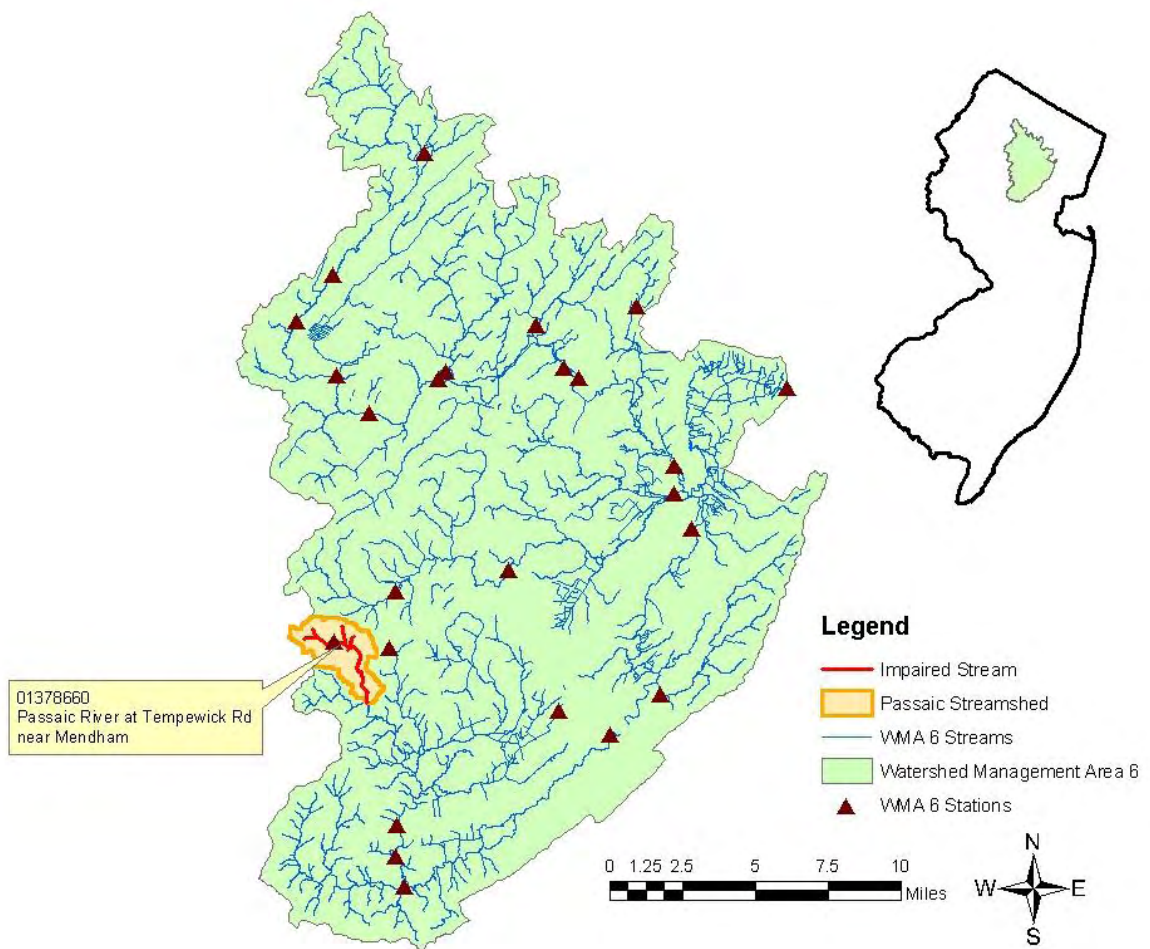 01378660
Passaic River at Tempewick Rd
near Mendham
Legend
Impaired Stream
Passaic Streamshed
WMA 6 Streams
Watershed Management Area 6
WMA 6 Stations
0 1.25 2.5 5 7.5 10
Miles
N
W E
S